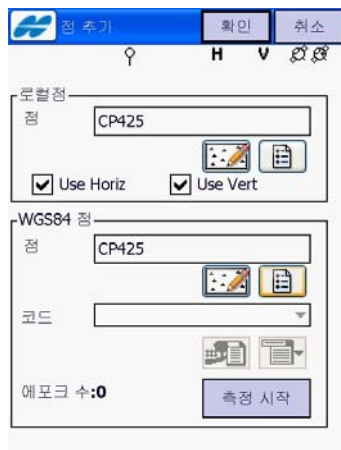 점 추가 확인 취소
H V
로컬점
점 CP425
Use Horiz Use Vert
WGS84 점
점 CP425
코드
에포크 수:0 측정 시작